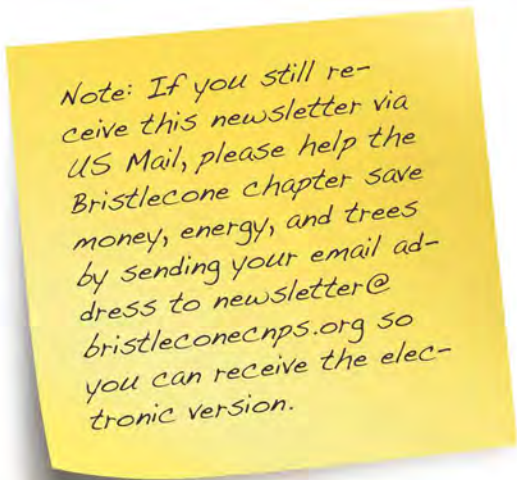 Note: If you still re-
ceive this newsletter via
US Mail, please help the
Bristlecone chapter save
money, energy, and trees
by sending your email ad-
dress to newsletter@
bristleconecnps.org so
you can receive the elec-
tronic version.